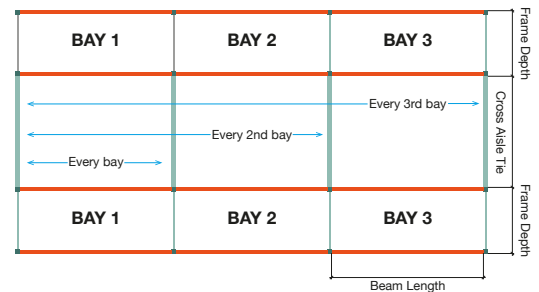 BAY 1
BAY 2
BAY 3
Frame Depth
Every 3rd bay
Every 2nd bay
Every bay
Cross Aisle Tie
BAY 1
BAY 2
BAY 3
Frame Depth
Beam Length